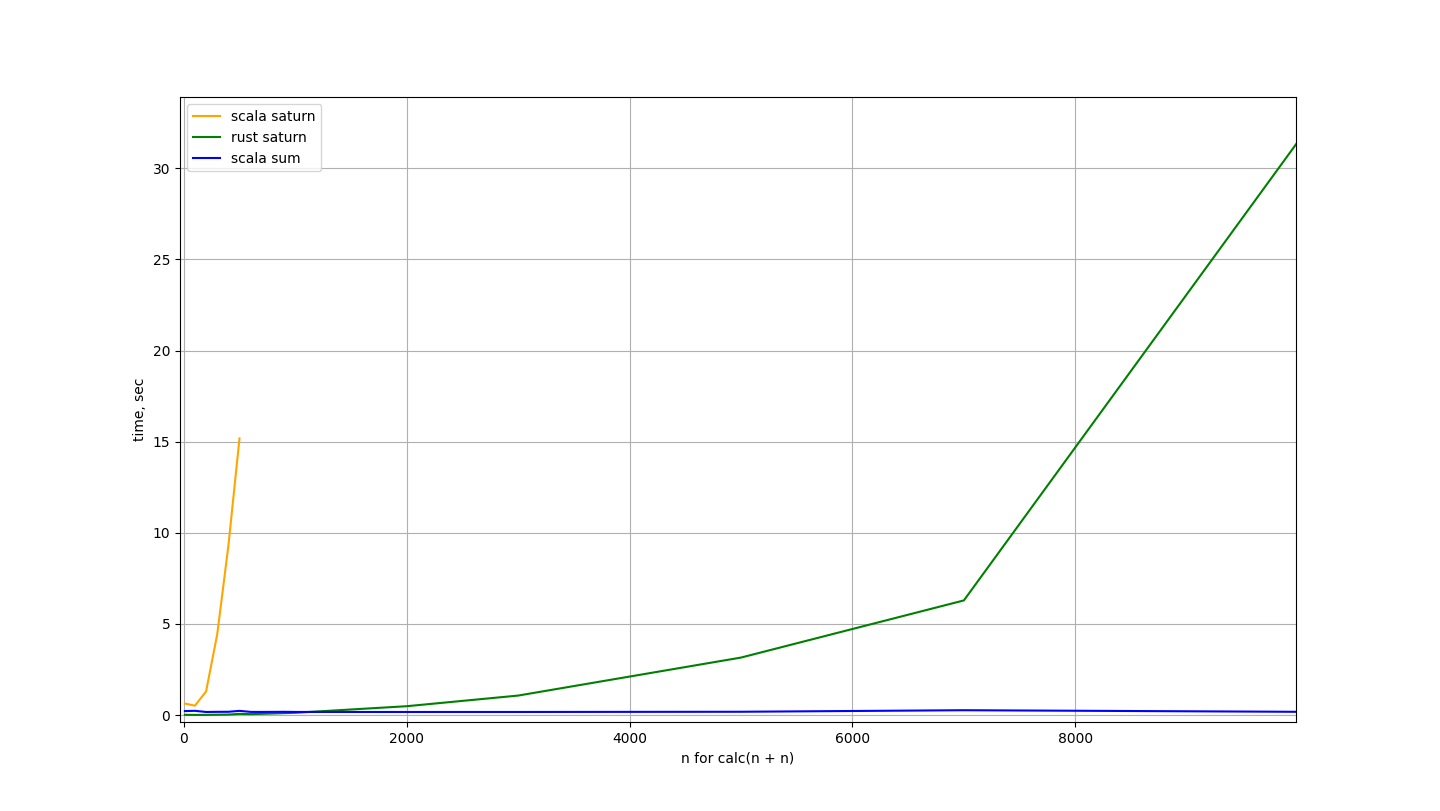 scala saturn
rust saturn
scala sum
30
25
20
15
10
5
0
time, sec
0 2000 4000 6000 8000
n for calc(n + n)